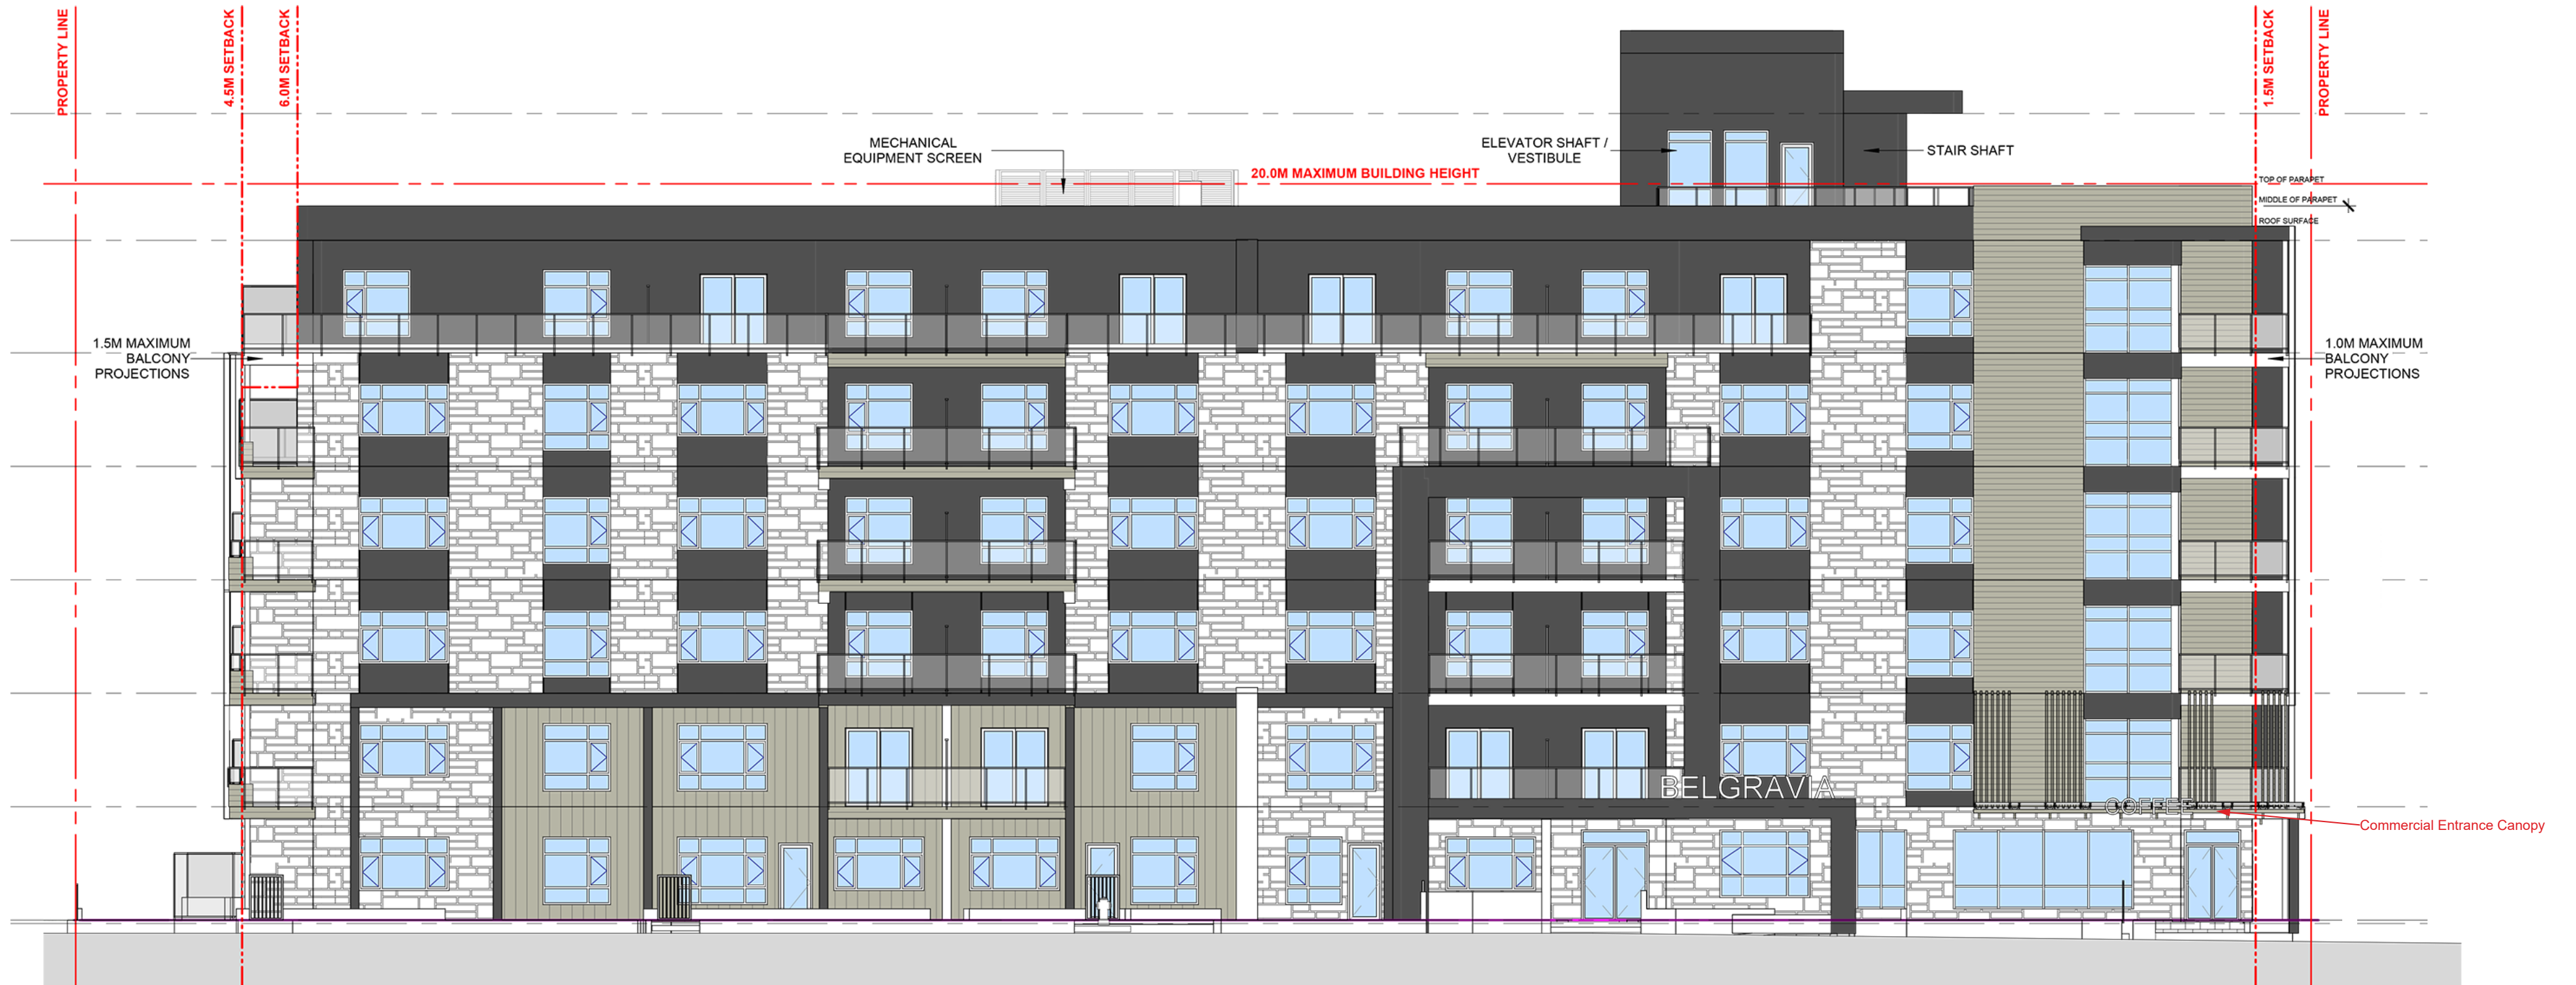 PROPERTY LINE
4.5M SETBACK
6.0M SETBACK
1.5M SETBACK
PROPERTY LINE
MECHANICAL
EQUIPMENT SCREEN
ELEVATOR SHAFT /
VESTIBULE
STAIR SHAFT
20.0M MAXIMUM BUILDING HEIGHT
TOP OF PARAPET
MIDDLE OF PARAPET
ROOF SURFACE
1.5M MAXIMUM
BALCONY
PROJECTIONS
1.0M MAXIMUM
BALCONY
PROJECTIONS
BELGRAVIA
COFFEE
Commercial Entrance Canopy